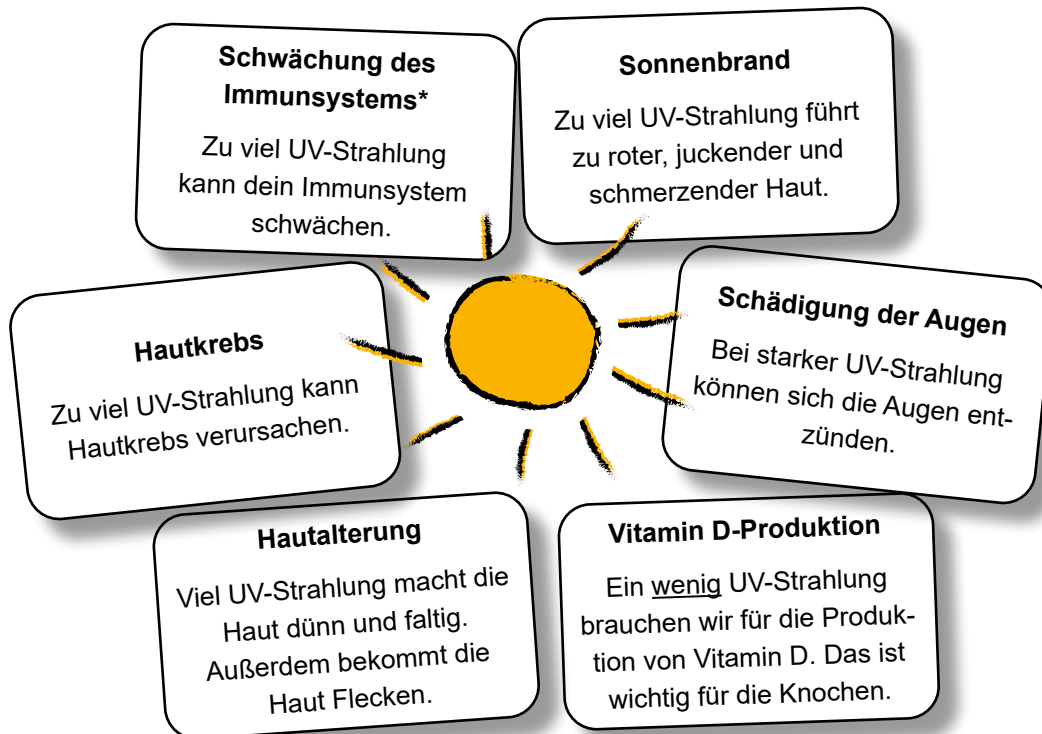 Schwächung des
Immunsystems*
Zu viel UV-Strahlung
kann dein Immunsystem
schwächen.
Sonnenbrand
Zu viel UV-Strahlung führt
zu roter, juckender und
schmerzender Haut.
Hautkrebs
Zu viel UV-Strahlung kann
Hautkrebs verursachen.
Schädigung der Augen
Bei starker UV-Strahlung
können sich die Augen ent-
zünden.
Hautalterung
Viel UV-Strahlung macht die
Haut dünn und faltig.
Außerdem bekommt die
Haut Flecken.
Vitamin D-Produktion
Ein wenig UV-Strahlung
brauchen wir für die Produk-
tion von Vitamin D. Das ist
wichtig für die Knochen.